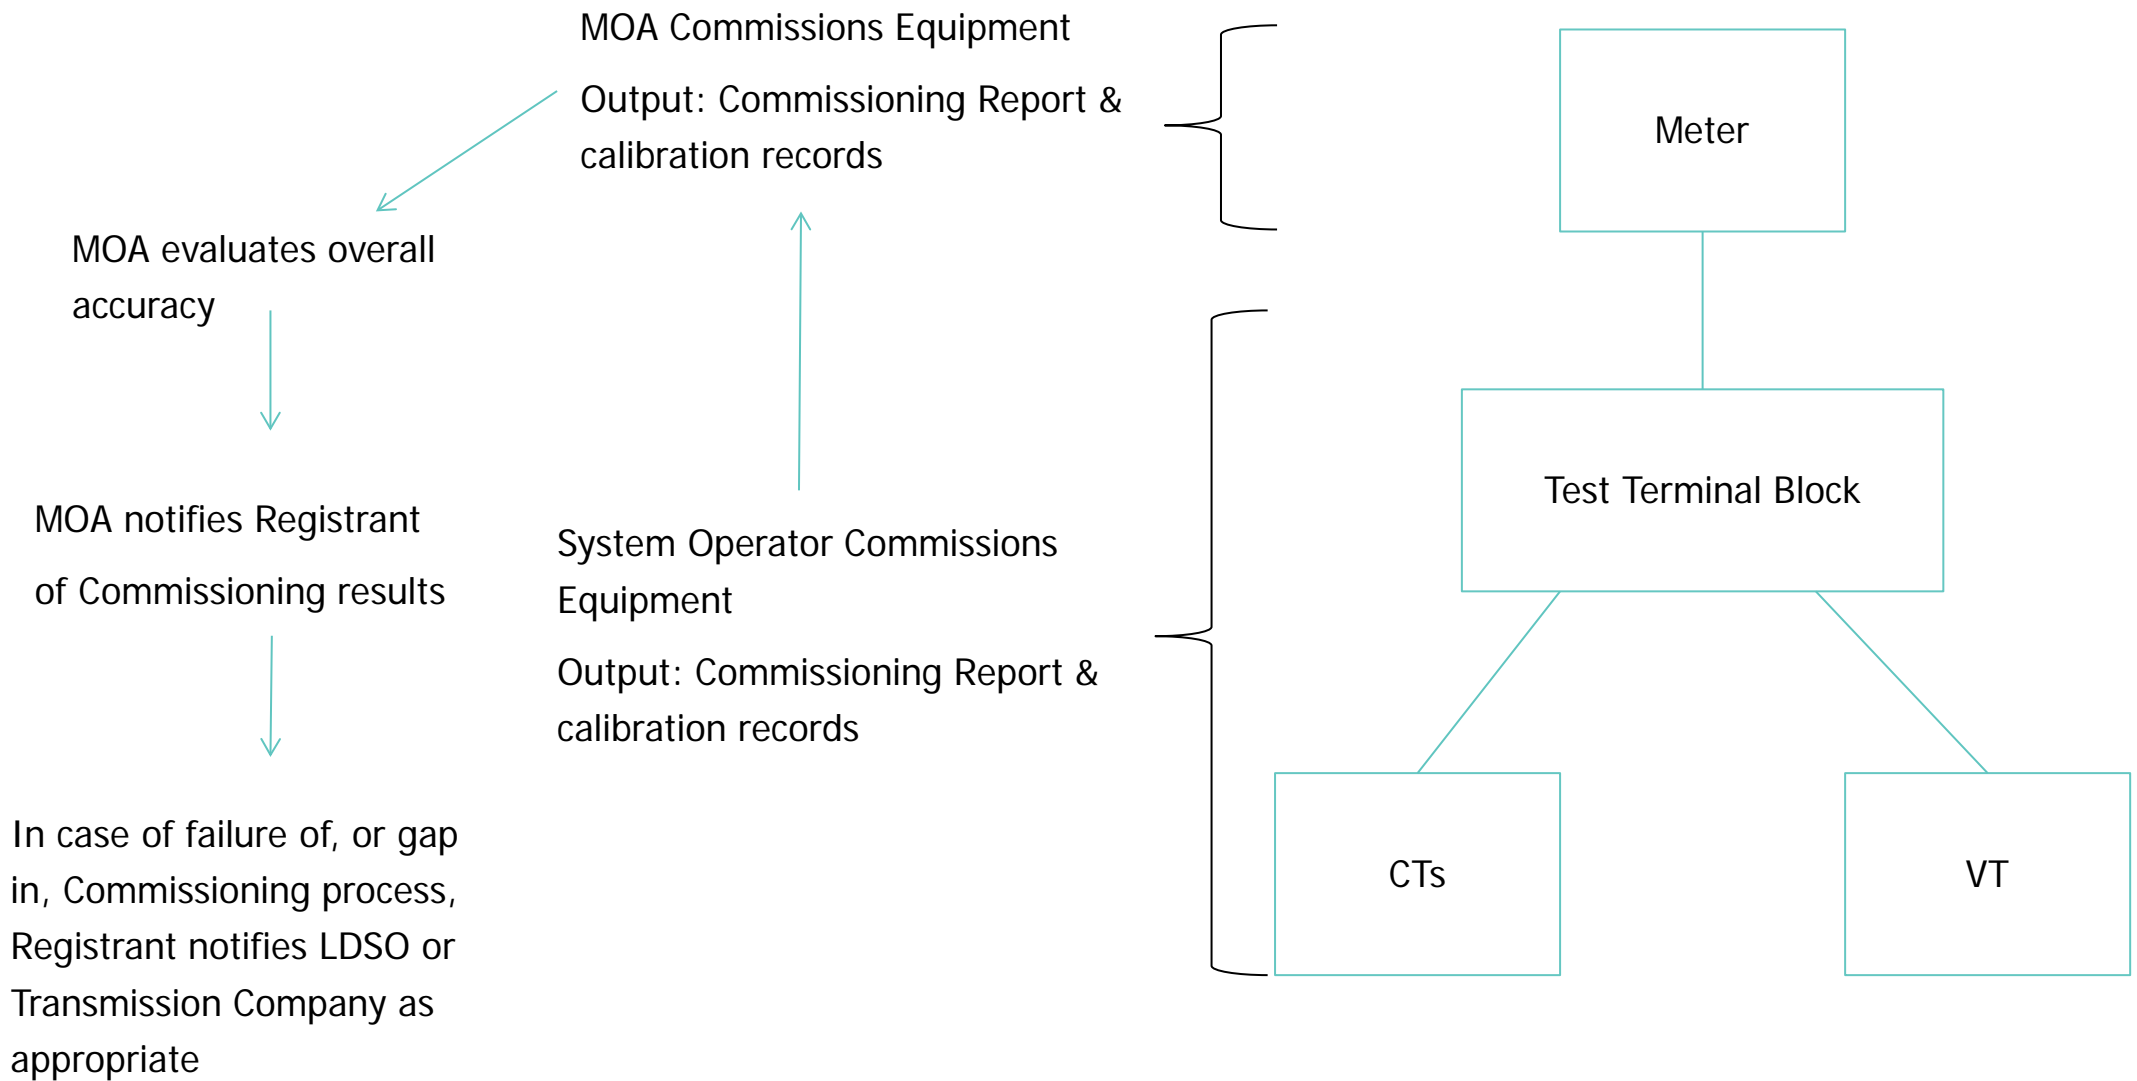 MOA Commissions Equipment
Output: Commissioning Report &
calibration records
MOA evaluates overall
accuracy
MOA notifies Registrant
of Commissioning results
In case of failure of, or gap
in, Commissioning process,
Registrant notifies LDSO or
Transmission Company as
appropriate
System Operator Commissions
Equipment
Output: Commissioning Report &
calibration records
Meter
Test Terminal Block
CTs
VT